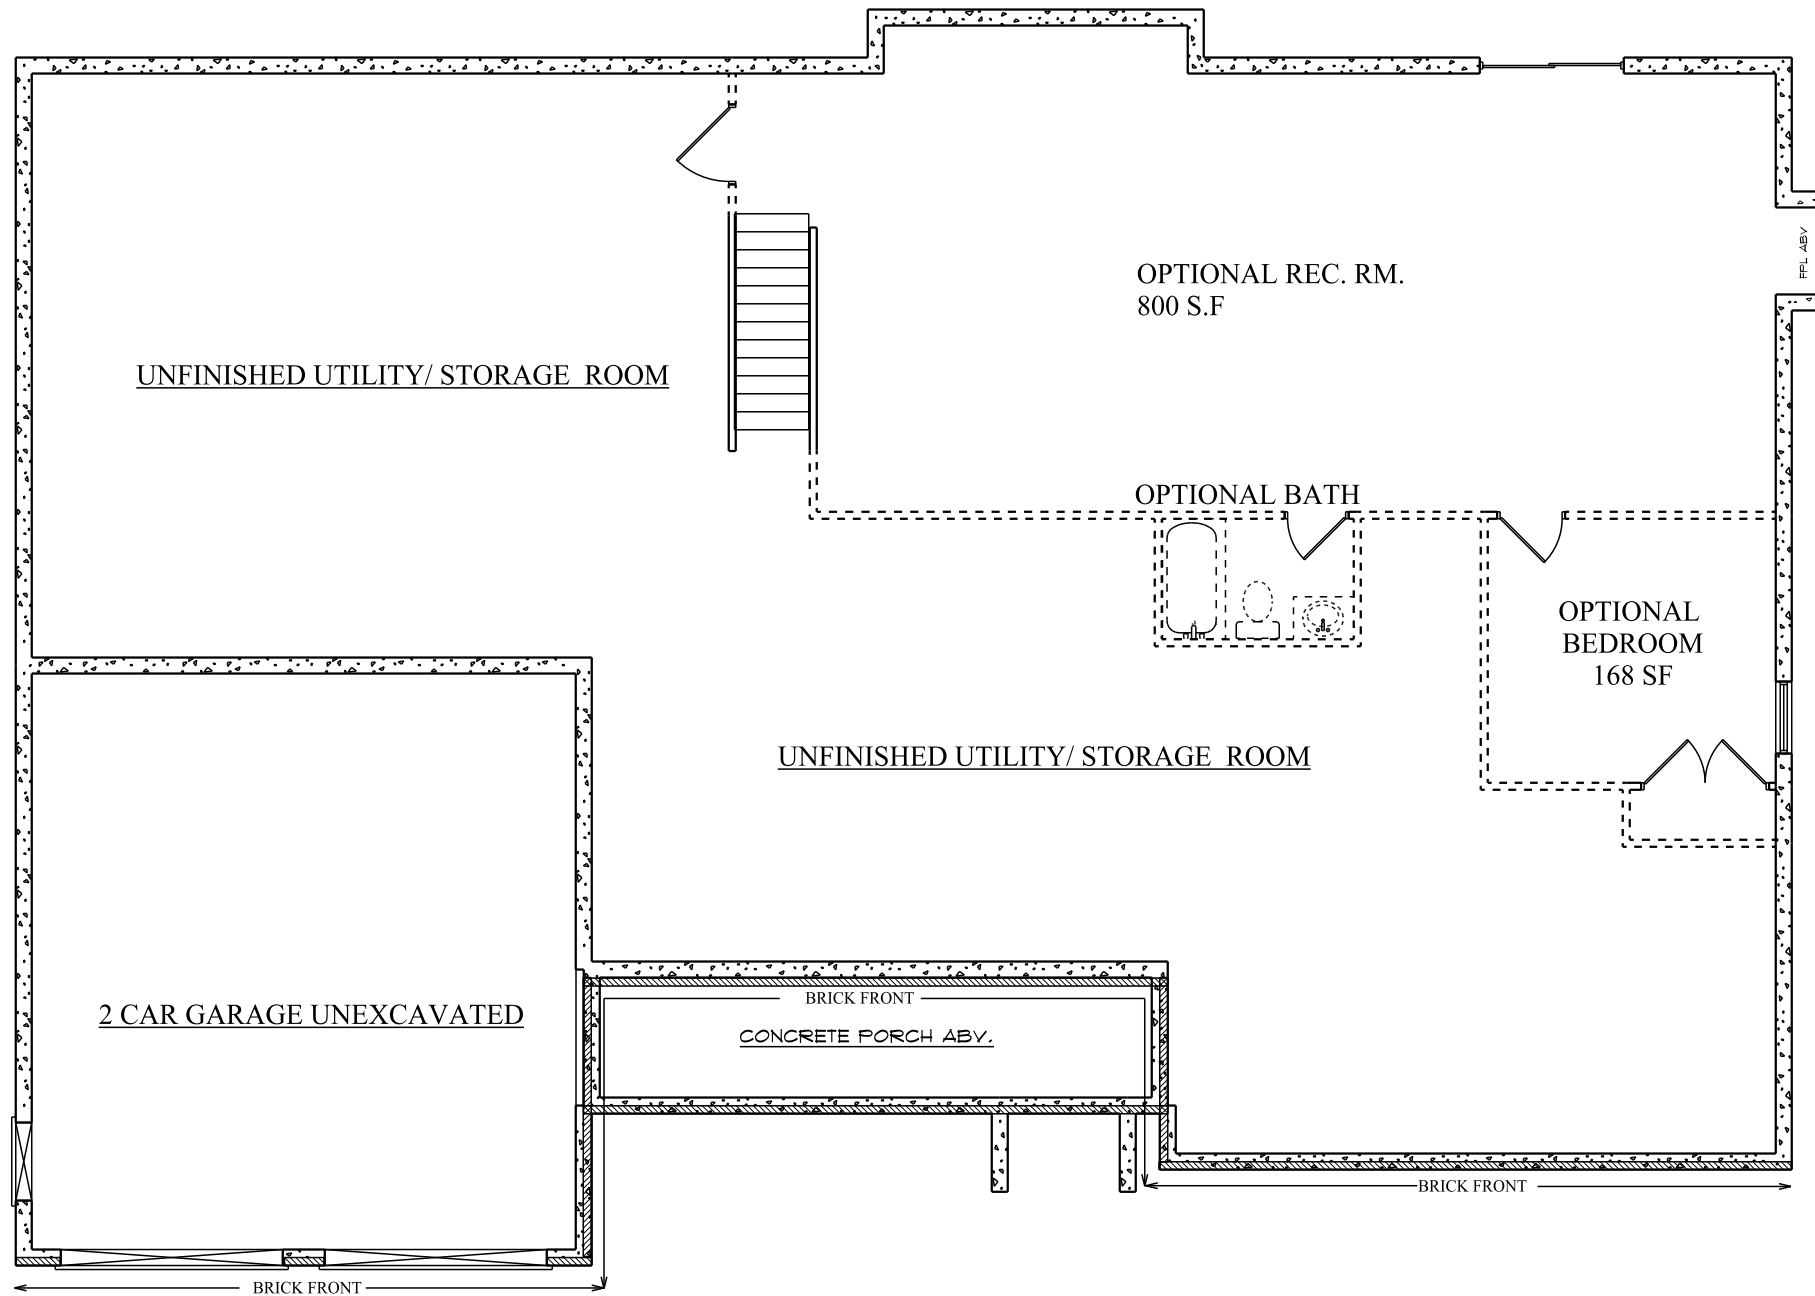 FPL ABV
OPTIONAL REC. RM.
800 S.F
UNFINISHED UTILITY/ STORAGE ROOM
OPTIONAL BATH
OPTIONAL
BEDROOM
168 SF
UNFINISHED UTILITY/ STORAGE ROOM
BRICK FRONT
2 CAR GARAGE UNEXCAVATED
CONCRETE PORCH ABV.
BRICK FRONT
BRICK FRONT